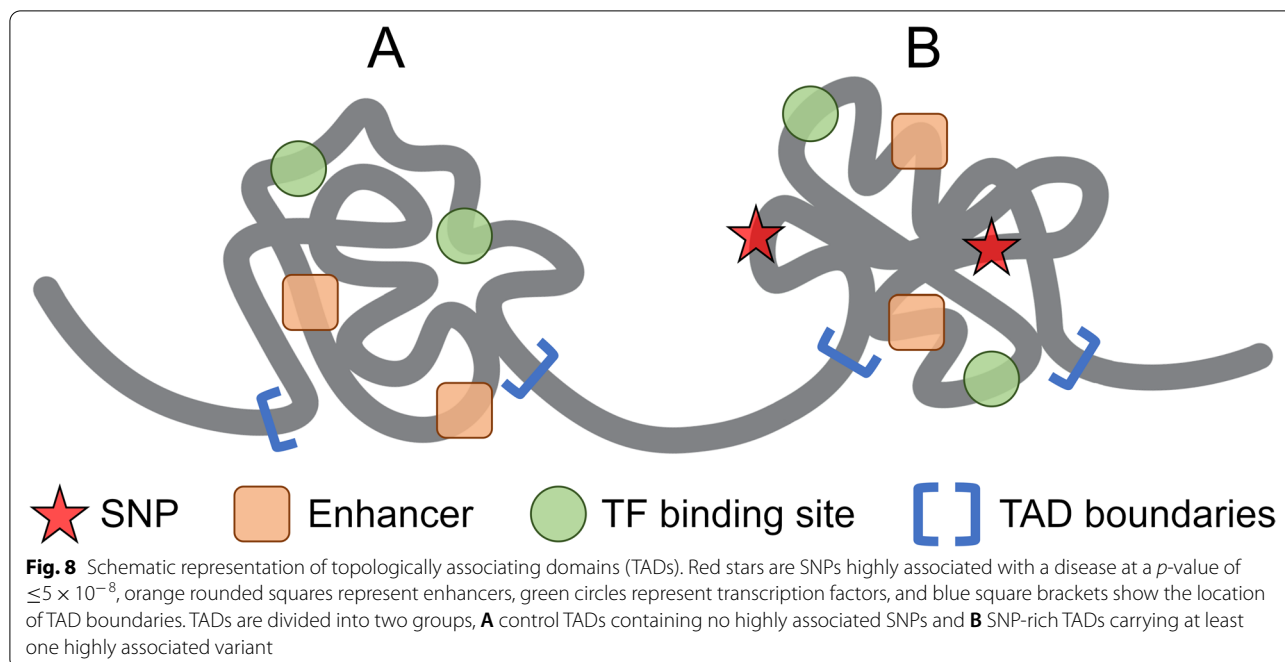 A B
SNP Enhancer TF binding site TAD boundaries
Fig. 8 Schematic representation of topologically associating domains (TADs). Red stars are SNPs highly associated with a disease at a p-value of
≤5 × 10⁻⁸, orange rounded squares represent enhancers, green circles represent transcription factors, and blue square brackets show the location
of TAD boundaries. TADs are divided into two groups, A control TADs containing no highly associated SNPs and B SNP-rich TADs carrying at least
one highly associated variant